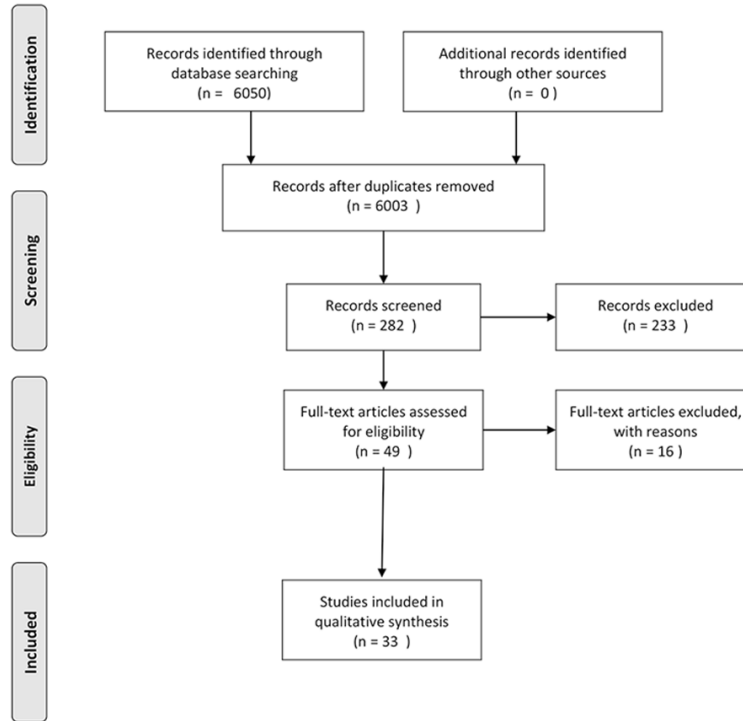 Identification
Records identified through
database searching
(n = 6050)
Additional records identified
through other sources
(n = 0 )
Records after duplicates removed
(n = 6003 )
Screening
Records screened
(n = 282 )
Records excluded
(n = 233 )
Eligibility
Full-text articles assessed
for eligibility
(n = 49 )
Full-text articles excluded,
with reasons
(n = 16 )
Included
Studies included in
qualitative synthesis
(n = 33 )